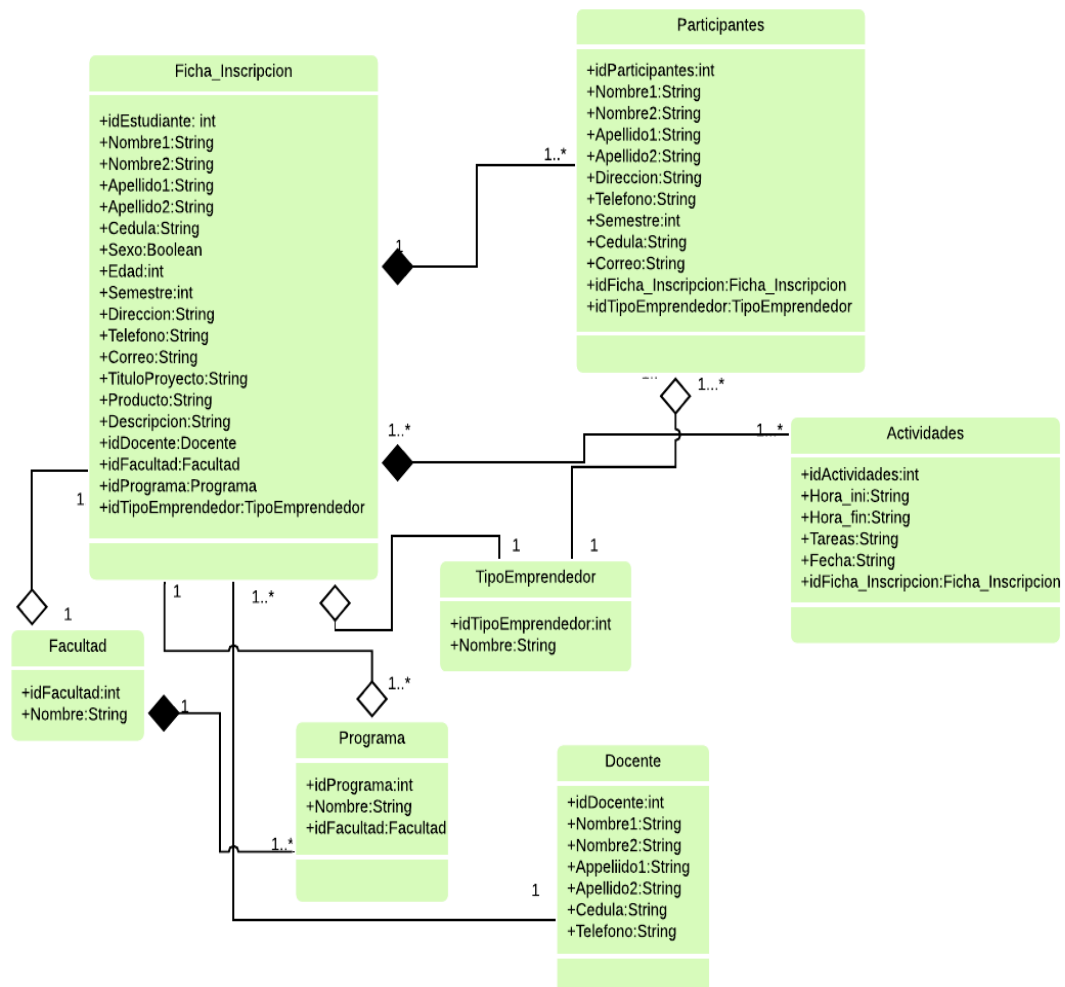 Ficha_Inscripcion
+idEstudiante: int
+Nombre1:String
+Nombre2:String
+Apellido1:String
+Apellido2:String
+Cedula:String
+Sexo:Boolean
+Edad:int
+Semestre:int
+Direccion:String
+Telefono:String
+Correo:String
+TituloProyecto:String
+Producto:String
+Descripcion:String
+idDocente:Docente
+idFacultad:Facultad
+idPrograma:Programa
+idTipoEmprendedor:TipoEmprendedor
1
1..*
Participantes
+idParticipantes:int
+Nombre1:String
+Nombre2:String
+Apellido1:String
+Apellido2:String
+Direccion:String
+Telefono:String
+Semestre:int
+Cedula:String
+Correo:String
+idFicha_Inscripcion:Ficha_Inscripcion
+idTipoEmprendedor:TipoEmprendedor
1...*
1..*
1...*
Actividades
+idActividades:int
+Hora_ini:String
+Hora_fin:String
+Tareas:String
+Fecha:String
+idFicha_Inscripcion:Ficha_Inscripcion
1
1
1..*
1
1
TipoEmprendedor
+idTipoEmprendedor:int
+Nombre:String
1
Facultad
+idFacultad:int
+Nombre:String
1
1..*
Programa
+idPrograma:int
+Nombre:String
+idFacultad:Facultad
1..*
1
Docente
+idDocente:int
+Nombre1:String
+Nombre2:String
+Appeliido1:String
+Apellido2:String
+Cedula:String
+Telefono:String